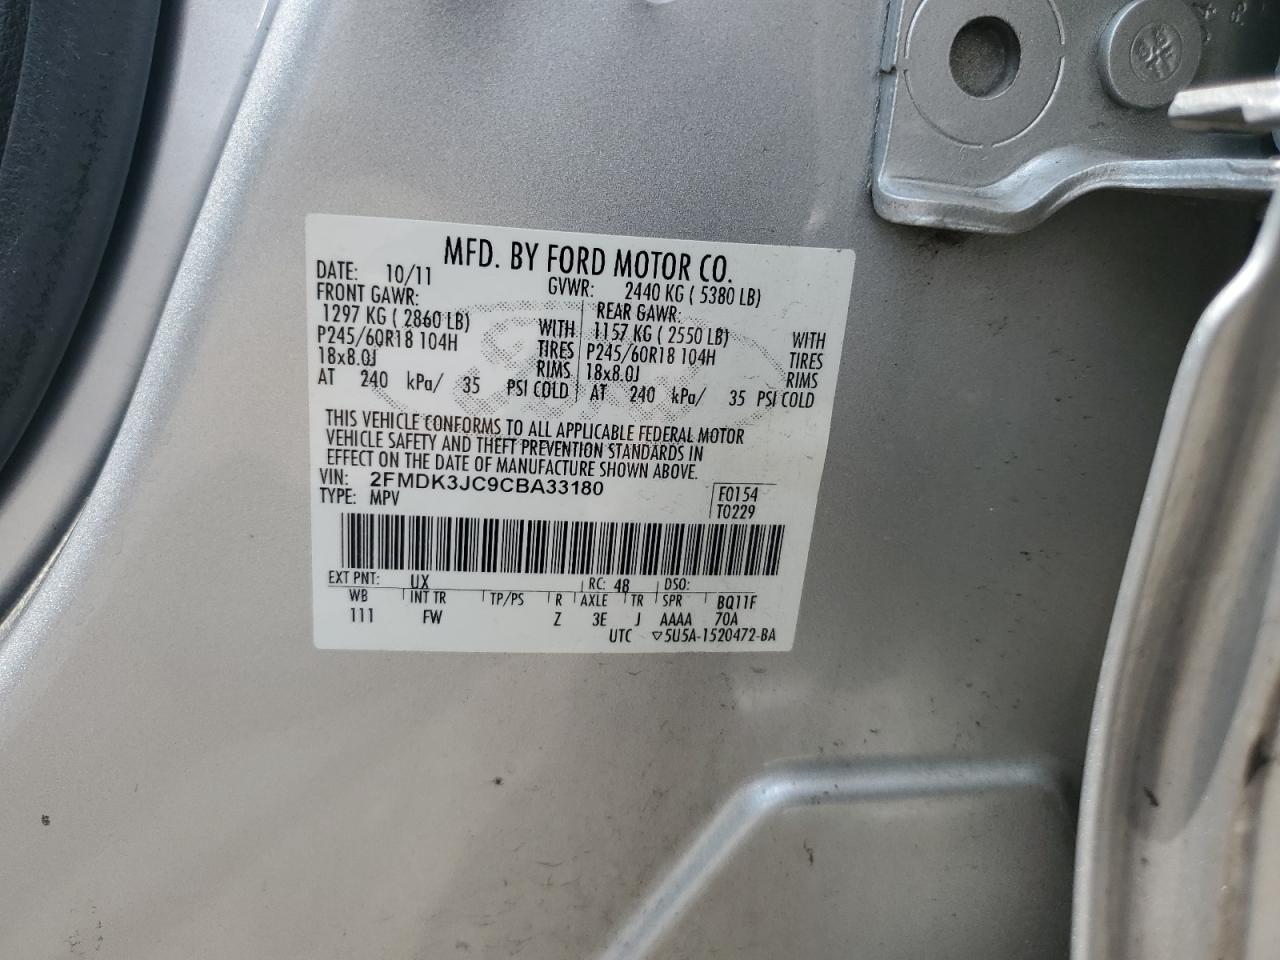 MFD. BY FORD MOTOR CO.
DATE: 10/11 GVWR: 2440 KG ( 5380 LB)
FRONT GAWR: REAR GAWR:
1297 KG ( 2860 LB) WITH 1157 KG ( 2550 LB) WITH
P245/60R18 104H TIRES P245/60R18 104H TIRES
18x8.0J RIMS 18x8.0J RIMS
AT 240 kPa/ 35 PSI COLD AT 240 kPa/ 35 PSI COLD
THIS VEHICLE CONFORMS TO ALL APPLICABLE FEDERAL MOTOR
VEHICLE SAFETY AND THEFT PREVENTION STANDARDS IN
EFFECT ON THE DATE OF MANUFACTURE SHOWN ABOVE.
VIN: 2FMDK3JC9CBA33180 F0154
TYPE: MPV T0229
EXT PNT: UX RC: 48 DSO:
WB INT TR TP/PS R AXLE TR SPR BQ11F
111 FW Z 3E J AAAA 70A
UTC ▽5U5A-1520472-BA